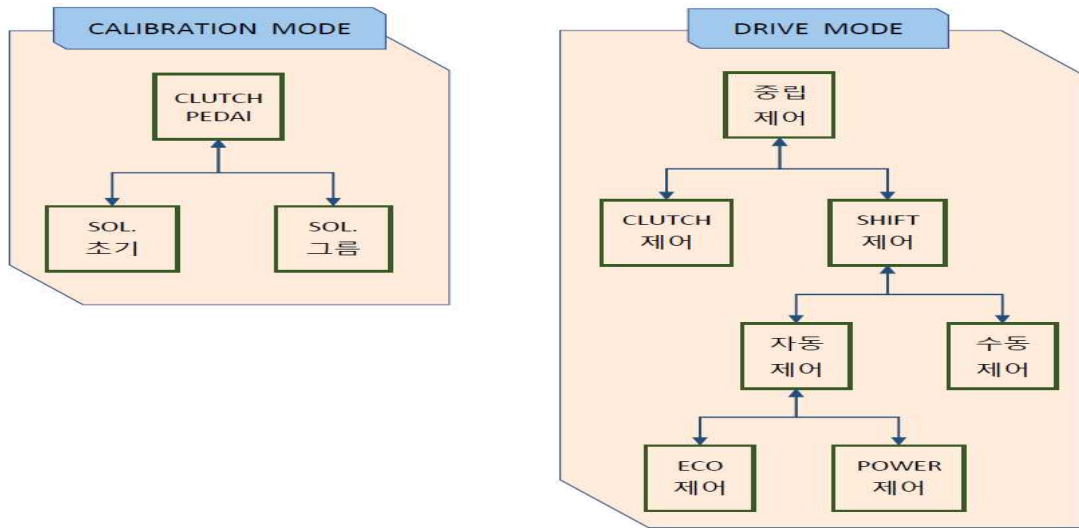 CALIBRATION MODE
CLUTCH
PEDAl
SOL.
초기
SOL.
그름
DRIVE MODE
중립
제어
CLUTCH
제어
SHIFT
제어
자동
제어
수동
제어
ECO
제어
POWER
제어